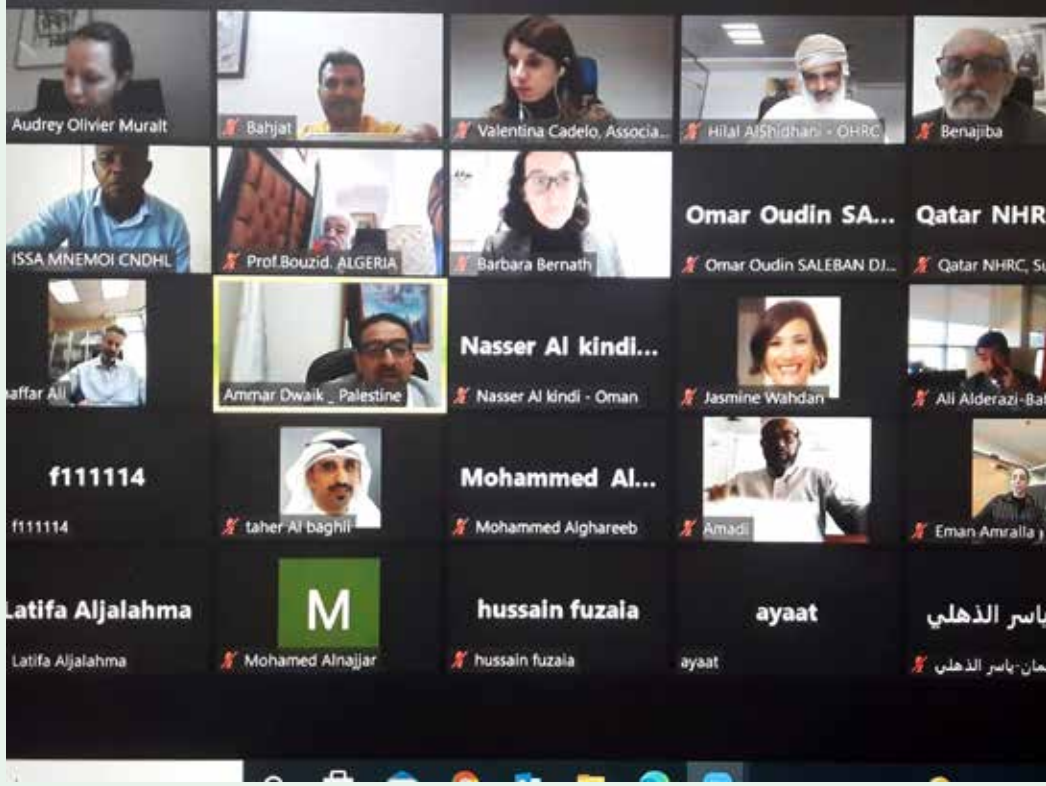 Audrey Olivier Muralt
Bahjat
Valentina Cadelo, Associa...
Hilal AlShidhani - OHRC
Benajiba
ISSA MNEMOI CNDHL
Prof.Bouzid. ALGERIA
Barbara Bernath
Omar Oudin SA...
Omar Oudin SALEBAN DJ...
Qatar NHR
Qatar NHRC, Su
affar Ali
Ammar Dwaik _ Palestine
Nasser Al kindi...
Nasser Al kindi - Oman
Jasmine Wahdan
Ali Alderazi-Bah
f111114
f111114
taher Al baghli
Mohammed Al...
Mohammed Alghareeb
Amadi
Eman Amralla
Latifa Aljalahma
Latifa Aljalahma
M
Mohamed Alnajjar
hussain fuzaia
hussain fuzaia
ayaat
ayaat
ياسر الذهلي
مان-ياسر الذهلي